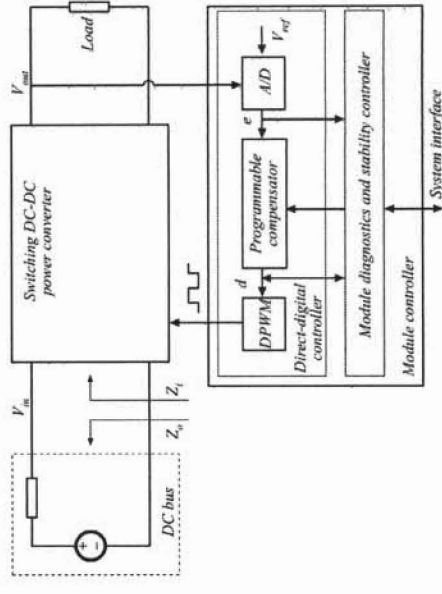 V_in
V_out
Switching DC-DC
power converter
Load
DC bus
Z_o
Z_i
+
−
V_ref
A/D
e
Programmable
compensator
d
DPWM
Direct-digital
controller
Module diagnostics and stability controller
Module controller
System interface